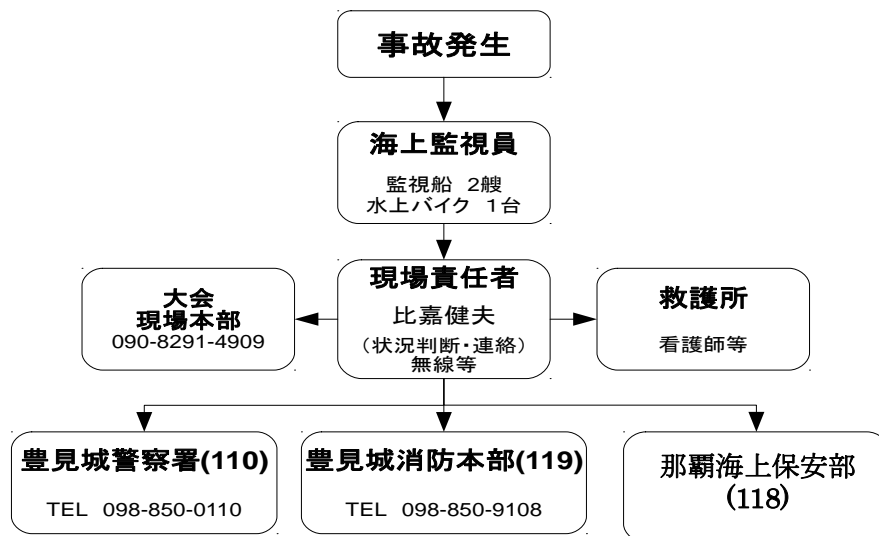 事故発生
海上監視員
監視船 2艘
水上バイク 1台
現場責任者
比嘉健夫
（状況判断・連絡）
無線等
大会
現場本部
090-8291-4909
救護所
看護師等
豊見城警察署(110)
TEL 098-850-0110
豊見城消防本部(119)
TEL 098-850-9108
那覇海上保安部
(118)